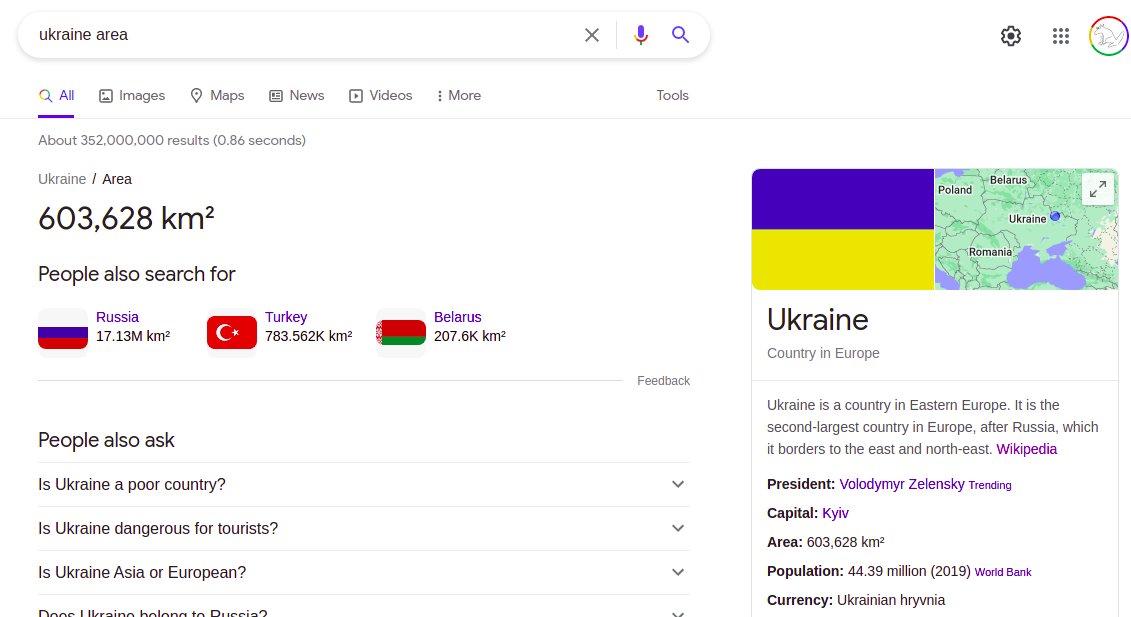 ukraine area
All
Images
Maps
News
Videos
More
Tools
About 352,000,000 results (0.86 seconds)
Ukraine / Area
603,628 km²
People also search for
Russia
17.13M km²
Turkey
783.562K km²
Belarus
207.6K km²
Feedback
People also ask
Is Ukraine a poor country?
Is Ukraine dangerous for tourists?
Is Ukraine Asia or European?
Does Ukraine belong to Russia?
Belarus
Poland
Ukraine
Romania
Ukraine
Country in Europe
Ukraine is a country in Eastern Europe. It is the
second-largest country in Europe, after Russia, which
it borders to the east and north-east. Wikipedia
President: Volodymyr Zelensky Trending
Capital: Kyiv
Area: 603,628 km²
Population: 44.39 million (2019) World Bank
Currency: Ukrainian hryvnia